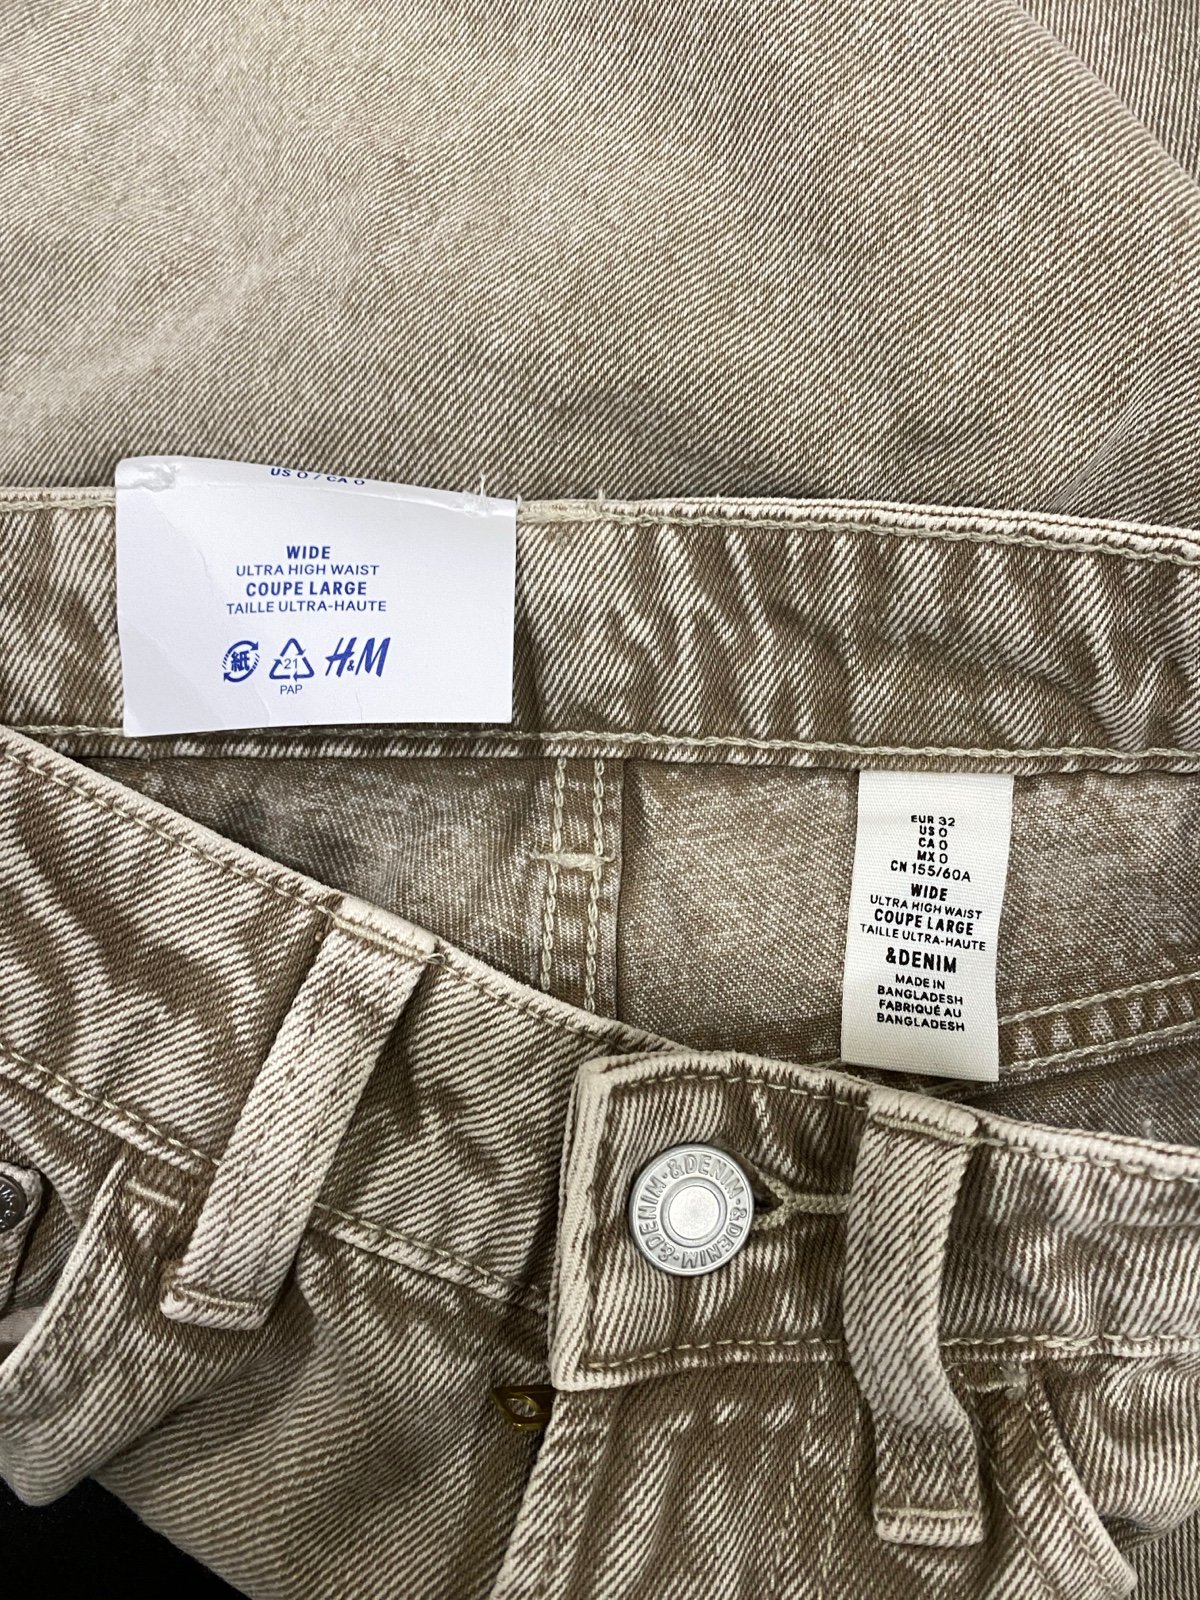 US 0 / CA 0
WIDE
ULTRA HIGH WAIST
COUPE LARGE
TAILLE ULTRA-HAUTE
紙
21
PAP
H&M
EUR 32
US 0
CA 0
MX 0
CN 155/60A
WIDE
ULTRA HIGH WAIST
COUPE LARGE
TAILLE ULTRA-HAUTE
&DENIM
MADE IN
BANGLADESH
FABRIQUÉ AU
BANGLADESH
&DENIM·&DENIM·&DENIM·